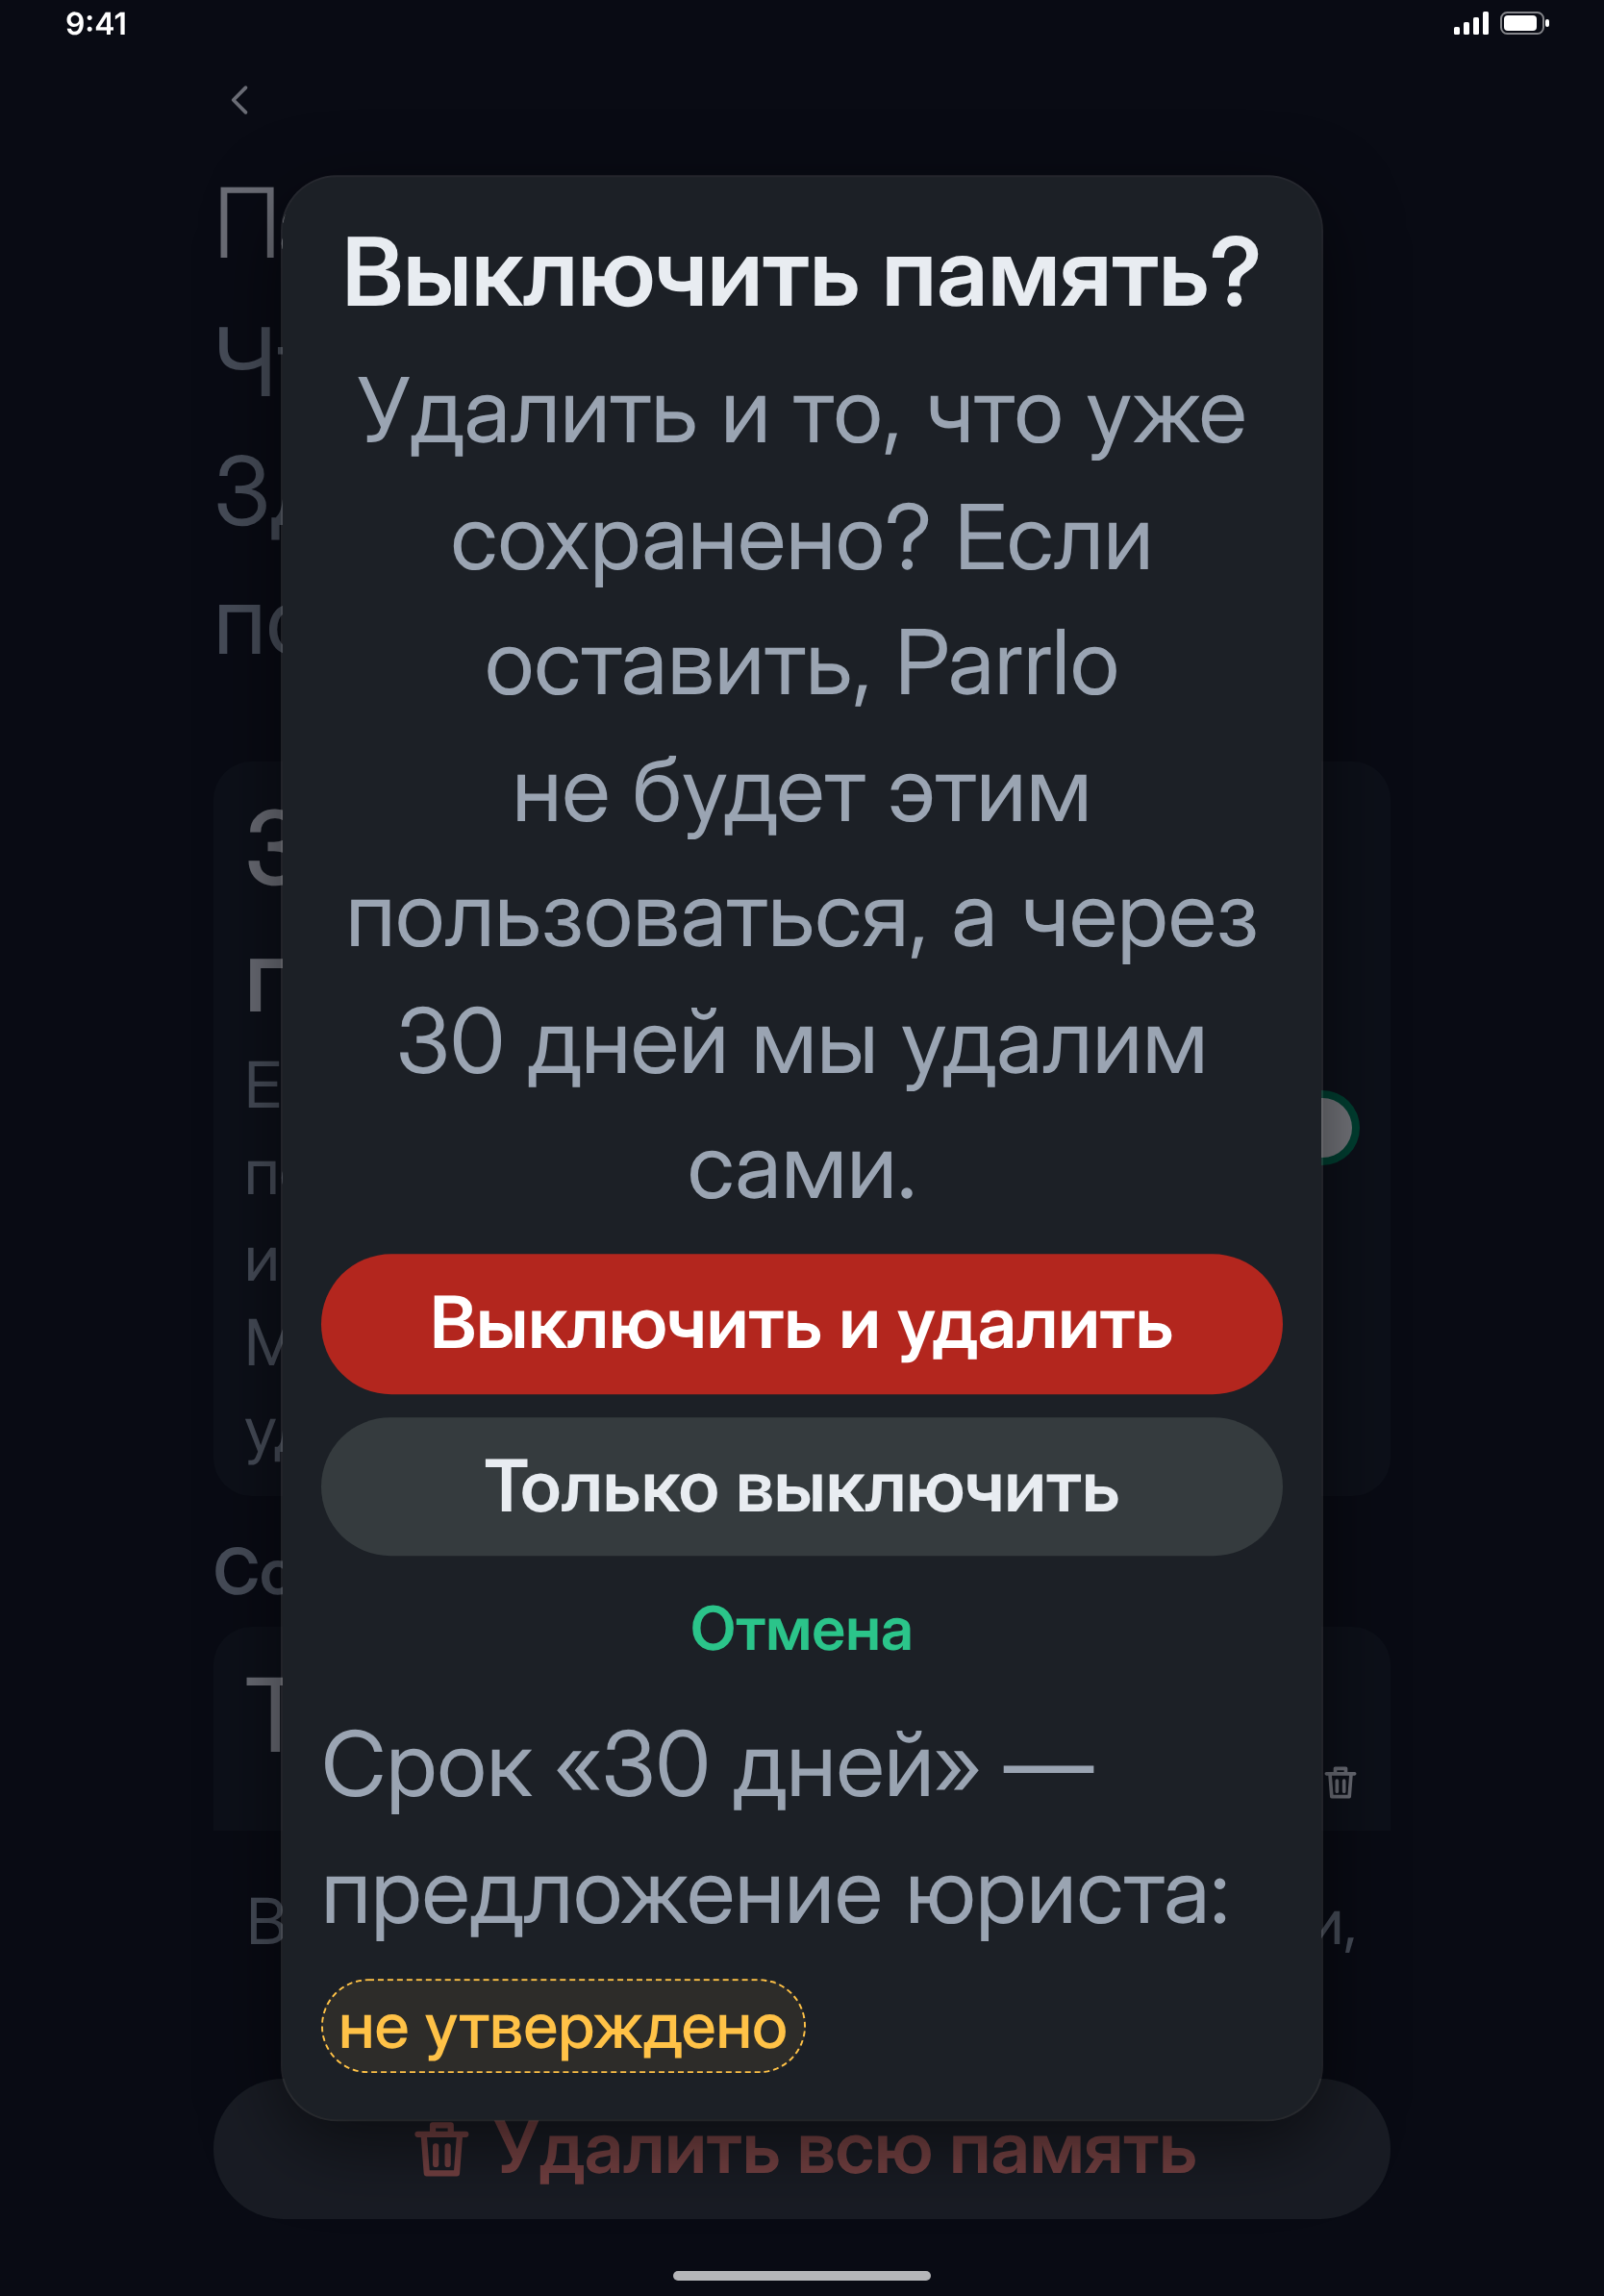 9:41
Выключить память?
Удалить и то, что уже
сохранено? Если
оставить, Parrlo
не будет этим
пользоваться, а через
30 дней мы удалим
сами.
Выключить и удалить
Только выключить
Отмена
Срок «30 дней» —
предложение юриста:
не утверждено
Удалить всю память